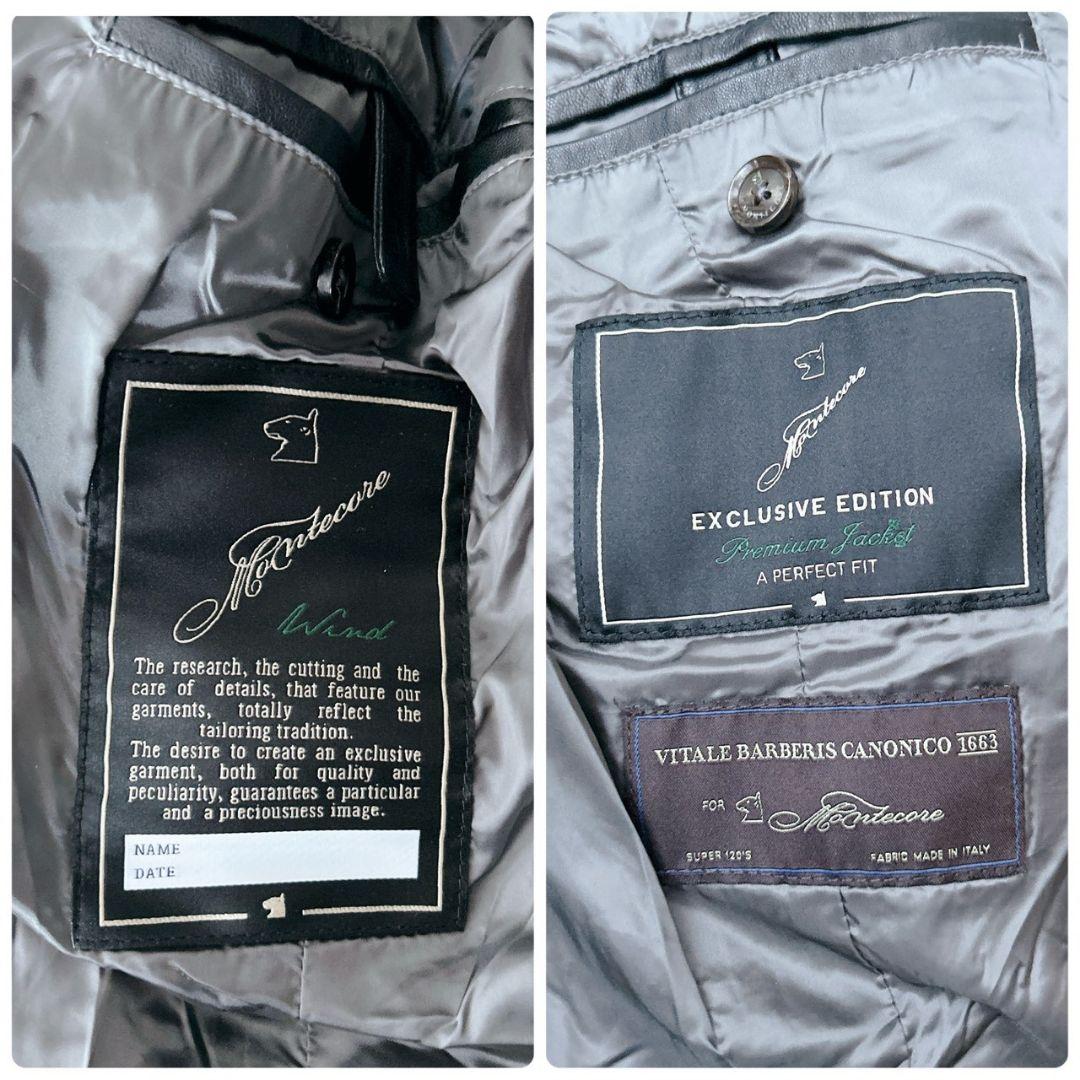 Montecore
Wind
The research, the cutting and the
care of details, that feature our
garments, totally reflect the
tailoring tradition.
The desire to create an exclusive
garment, both for quality and
peculiarity, guarantees a particular
and a preciousness image.
NAME
DATE
Montecore
EXCLUSIVE EDITION
Premium Jacket
A PERFECT FIT
VITALE BARBERIS CANONICO 1663
FOR Montecore
SUPER 120'S FABRIC MADE IN ITALY